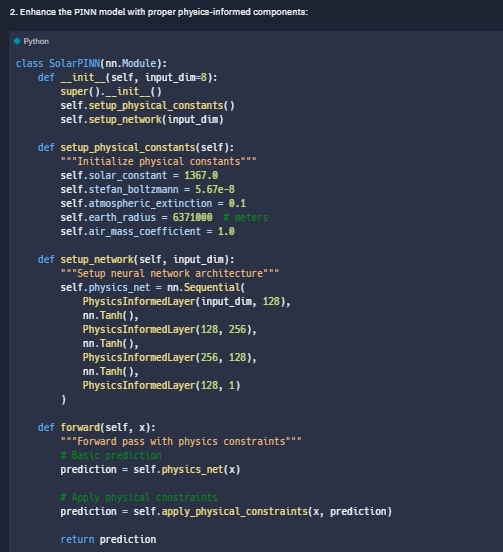 2. Enhance the PINN model with proper physics-informed components:
Python
class SolarPINN(nn.Module):
    def __init__(self, input_dim=8):
        super().__init__()
        self.setup_physical_constants()
        self.setup_network(input_dim)

    def setup_physical_constants(self):
        """Initialize physical constants"""
        self.solar_constant = 1367.0
        self.stefan_boltzmann = 5.67e-8
        self.atmospheric_extinction = 0.1
        self.earth_radius = 6371000  # meters
        self.air_mass_coefficient = 1.0

    def setup_network(self, input_dim):
        """Setup neural network architecture"""
        self.physics_net = nn.Sequential(
            PhysicsInformedLayer(input_dim, 128),
            nn.Tanh(),
            PhysicsInformedLayer(128, 256),
            nn.Tanh(),
            PhysicsInformedLayer(256, 128),
            nn.Tanh(),
            PhysicsInformedLayer(128, 1)
        )

    def forward(self, x):
        """Forward pass with physics constraints"""
        # Basic prediction
        prediction = self.physics_net(x)

        # Apply physical constraints
        prediction = self.apply_physical_constraints(x, prediction)

        return prediction